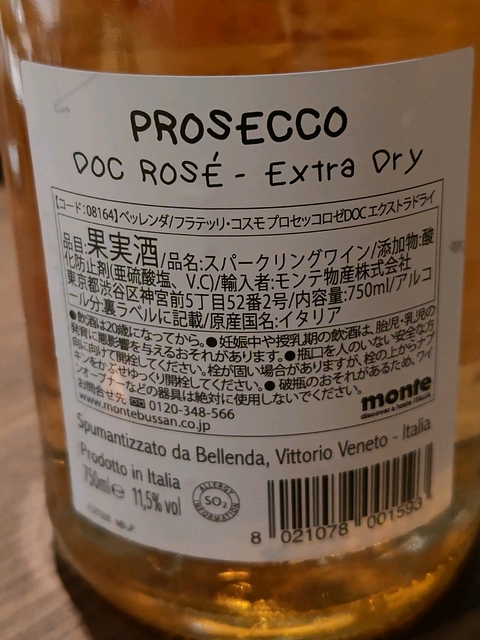 PROSECCO
DOC ROSÉ - Extra Dry
【コード:08164】ベッレンダ/フラテッリ・コスモ プロセッコロゼDOC エクストラドライ
品目:果実酒/品名:スパークリングワイン/添加物:酸
化防止剤(亜硫酸塩、V.C)/輸入者:モンテ物産株式会社
東京都渋谷区神宮前5丁目52番2号/内容量:750ml/アルコ
ール分裏ラベルに記載/原産国名:イタリア
●飲酒は20歳になってから。●妊娠中や授乳期の飲酒は、胎児・乳児の
発育に悪影響を与えるおそれがあります。●瓶口を人のいない安全な方
向に向けて開栓してください。栓が固い場合がありますが、栓の上からナプ
キンをかぶせゆっくり開栓してください。●破瓶のおそれがあるため、ワイ
ンオープナーなどの器具は絶対に使用しないでください。
お問合せ先 0120-348-566
www.montebussan.co.jp
monte
discover & taste ITALIA
Spumantizzato da Bellenda, Vittorio Veneto - Italia
Prodotto in Italia
750ml e 11,5% vol
ALLERGY
SO2
INFORMATION
8 021078 001593